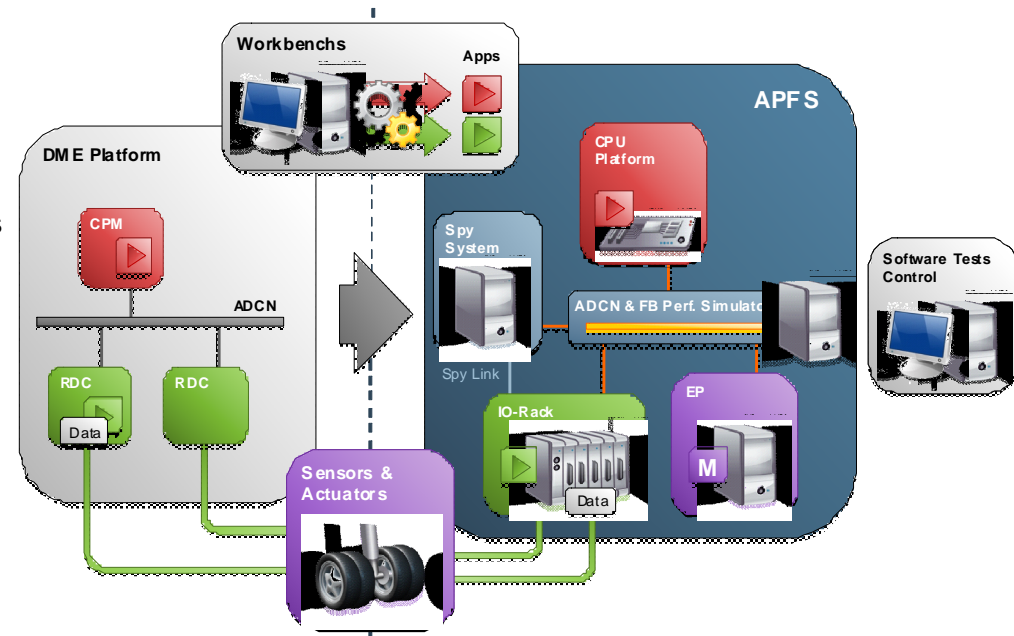 Workbenchs
Apps
APFS
DME Platform
CPU
Platform
CPM
Spy
System
Software Tests
Control
ADCN
ADCN & FB Perf. Simulato
Spy Link
RDC
RDC
EP
Data
IO-Rack
M
Sensors &
Actuators
Data